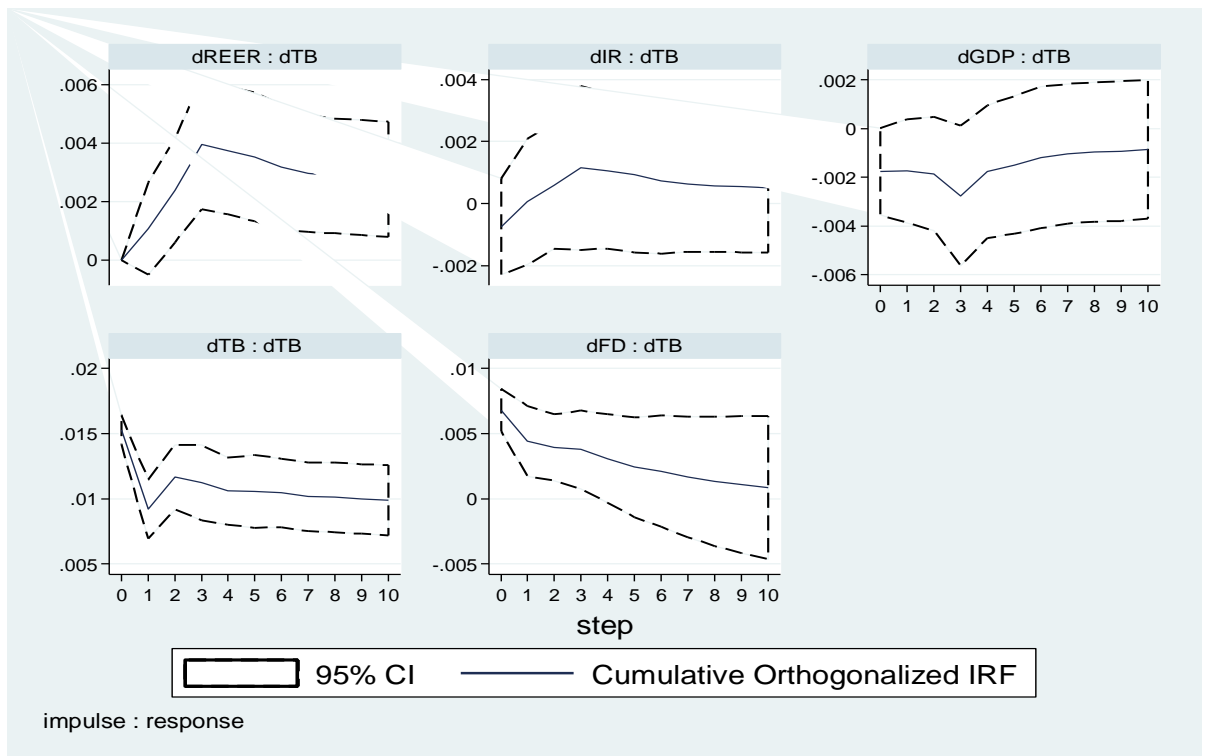 dREER : dTB
dIR : dTB
dGDP : dTB
.006
.004
.002
0
.004
.002
0
-.002
.002
0
-.002
-.004
-.006
0 1 2 3 4 5 6 7 8 9 10
dTB : dTB
dFD : dTB
.02
.015
.01
.005
.01
.005
0
-.005
0 1 2 3 4 5 6 7 8 9 10
0 1 2 3 4 5 6 7 8 9 10
step
95% CI
Cumulative Orthogonalized IRF
impulse : response